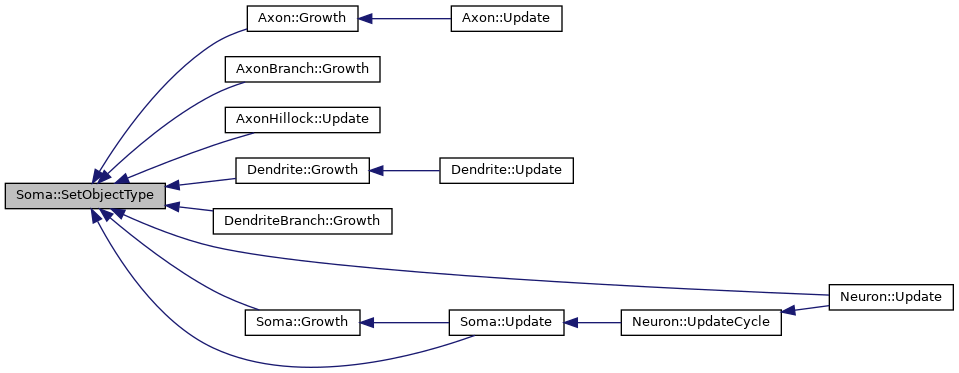 Axon::Growth
Axon::Update
AxonBranch::Growth
AxonHillock::Update
Dendrite::Growth
Dendrite::Update
Soma::SetObjectType
DendriteBranch::Growth
Neuron::Update
Soma::Growth
Soma::Update
Neuron::UpdateCycle